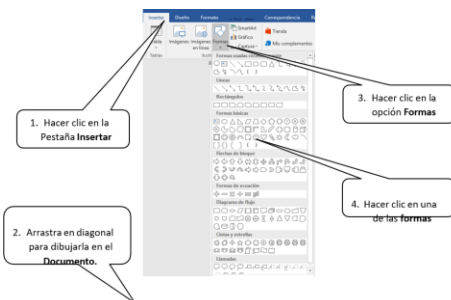 Insertar Diseño Formato Correspondencia
Tabla Imágenes Imágenes en línea Formas SmartArt Gráfico Captura Tienda Mis complementos
Tablas
Formas usadas
Líneas
Rectángulos
Formas básicas
Flechas de bloque
Formas de ecuación
Diagrama de flujo
Cintas y estrellas
Llamadas
1. Hacer clic en la
Pestaña Insertar
3. Hacer clic en la
opción Formas
4. Hacer clic en una
de las formas
2. Arrastra en diagonal
para dibujarla en el
Documento.